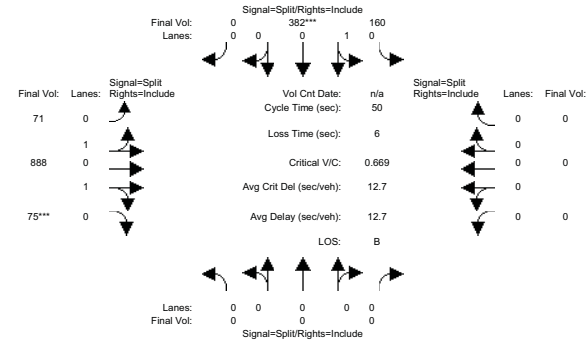 Signal=Split/Rights=Include
Final Vol: 0 382*** 160
Lanes: 0 0 0 1 0
Signal=Split
Final Vol: Lanes: Rights=Include
Vol Cnt Date: n/a
Signal=Split
Rights=Include Lanes: Final Vol:
Cycle Time (sec): 50
71 0 0 0
Loss Time (sec): 6
1 0
888 0 Critical V/C: 0.669 0 0
1 Avg Crit Del (sec/veh): 12.7 0
75*** 0 Avg Delay (sec/veh): 12.7 0 0
LOS: B
Lanes: 0 0 0 0 0
Final Vol: 0 0 0
Signal=Split/Rights=Include